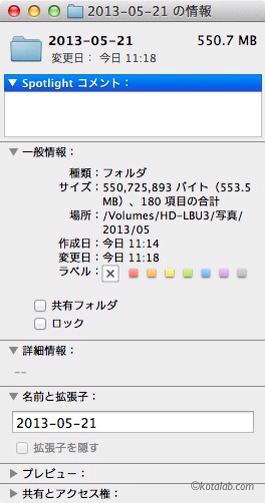 2013-05-21 の情報
2013-05-21 550.7 MB
変更日： 今日 11:18
▼ Spotlight コメント：
▼ 一般情報：
種類：フォルダ
サイズ：550,725,893 バイト（553.5
MB）、180 項目の合計
場所：/Volumes/HD-LBU3/写真/
2013/05
作成日：今日 11:14
変更日：今日 11:18
ラベル：
共有フォルダ
ロック
▼ 詳細情報：
--
▼ 名前と拡張子：
2013-05-21
拡張子を隠す
▶ プレビュー：
▶ 共有とアクセス権：
©kotalab.com